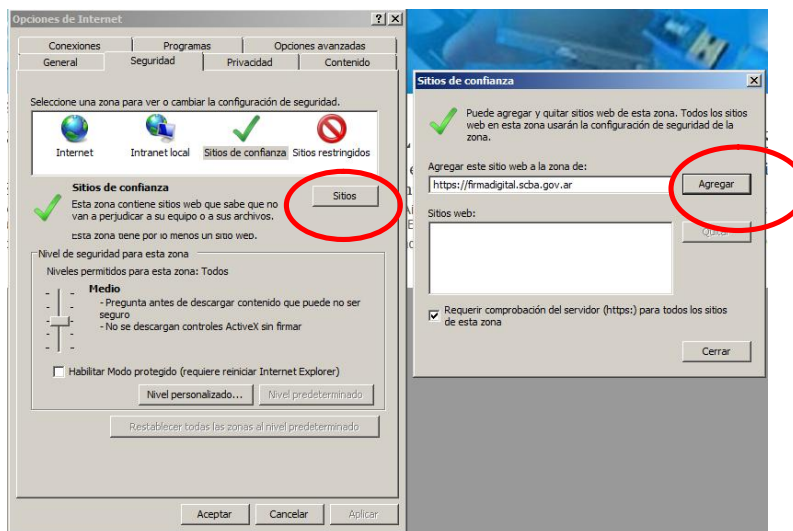 Opciones de Internet
Conexiones Programas Opciones avanzadas
General Seguridad Privacidad Contenido
Seleccione una zona para ver o cambiar la configuración de seguridad.
Internet Intranet local Sitios de confianza Sitios restringidos
Sitios de confianza
Sitios
Esta zona contiene sitios web que sabe que no
van a perjudicar a su equipo o a sus archivos.
Esta zona tiene por lo menos un sitio web.
Nivel de seguridad para esta zona
Niveles permitidos para esta zona: Todos
Medio
- Pregunta antes de descargar contenido que puede no ser
seguro
- No se descargan controles ActiveX sin firmar
Habilitar Modo protegido (requiere reiniciar Internet Explorer)
Nivel personalizado... Nivel predeterminado
Restablecer todas las zonas al nivel predeterminado
Aceptar Cancelar Aplicar
Sitios de confianza
Puede agregar y quitar sitios web de esta zona. Todos los sitios
web en esta zona usarán la configuración de seguridad de la
zona.
Agregar este sitio web a la zona de:
https://firmadigital.scba.gov.ar Agregar
Sitios web:
Quitar
Requerir comprobación del servidor (https:) para todos los sitios
de esta zona
Cerrar